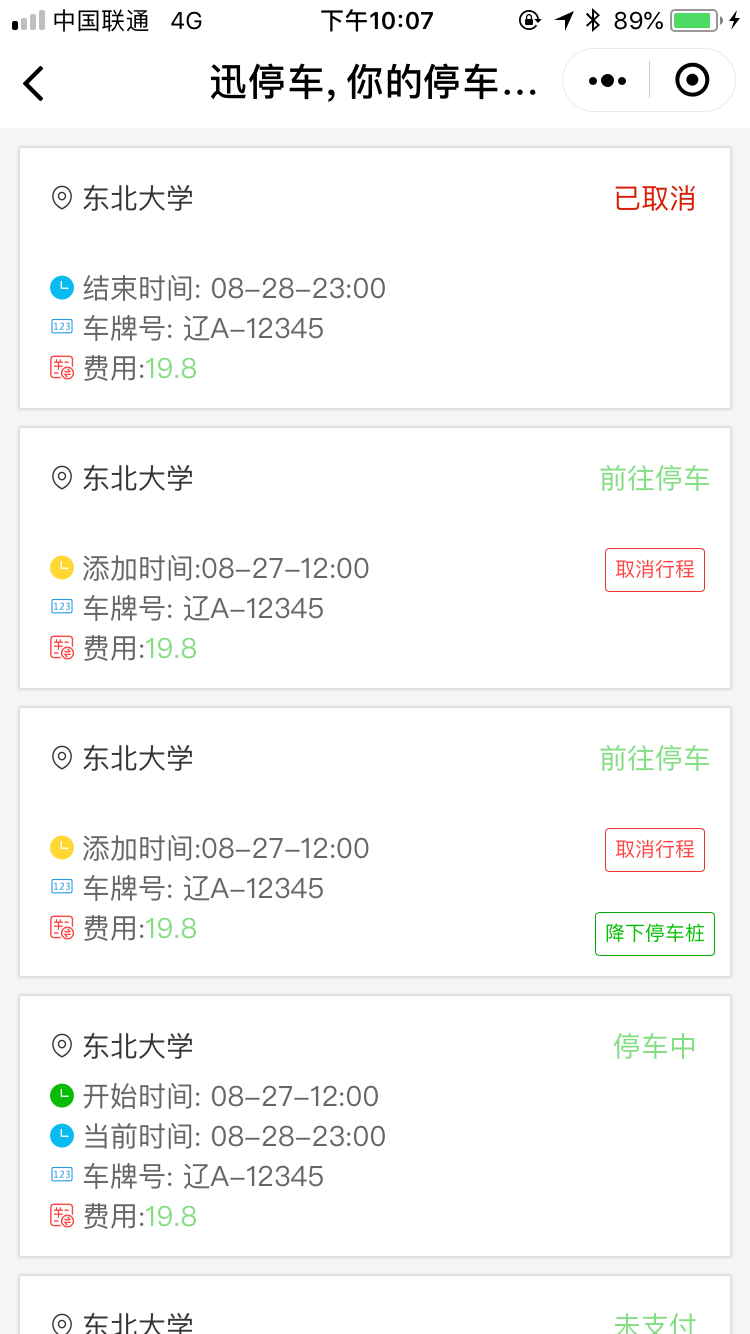 中国联通 4G 下午10:07 89%
迅停车, 你的停车...
东北大学 已取消
结束时间: 08-28-23:00
123 车牌号: 辽A-12345
费用:19.8
东北大学 前往停车
添加时间:08-27-12:00 取消行程
123 车牌号: 辽A-12345
费用:19.8
东北大学 前往停车
添加时间:08-27-12:00 取消行程
123 车牌号: 辽A-12345
费用:19.8 降下停车桩
东北大学 停车中
开始时间: 08-27-12:00
当前时间: 08-28-23:00
123 车牌号: 辽A-12345
费用:19.8
东北大学 未支付